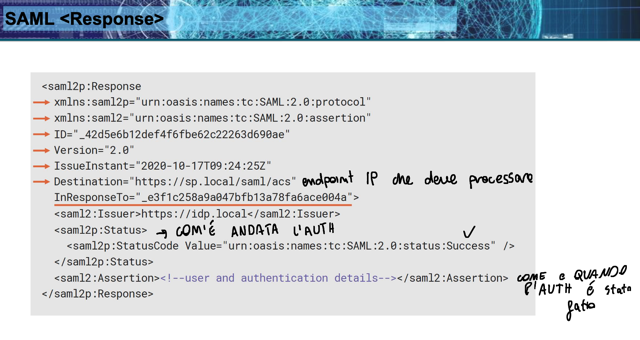 SAML <Response>
<saml2p:Response
xmlns:saml2p="urn:oasis:names:tc:SAML:2.0:protocol"
xmlns:saml2="urn:oasis:names:tc:SAML:2.0:assertion"
ID="_42d5e6b12def4f6fbe62c22263d690ae"
Version="2.0"
IssueInstant="2020-10-17T09:24:25Z"
Destination="https://sp.local/saml/acs" endpoint IP che deve processare
InResponseTo="_e3f1c258a9a047bfb13a78fa6ace004a">
<saml2:Issuer>https://idp.local</saml2:Issuer>
<saml2p:Status> → COM'È ANDATA L'AUTH
<saml2p:StatusCode Value="urn:oasis:names:tc:SAML:2.0:status:Success" />
</saml2p:Status>
<saml2:Assertion><!--user and authentication details--></saml2:Assertion> COME e QUANDO
</saml2p:Response> l'AUTH È stata
fatta